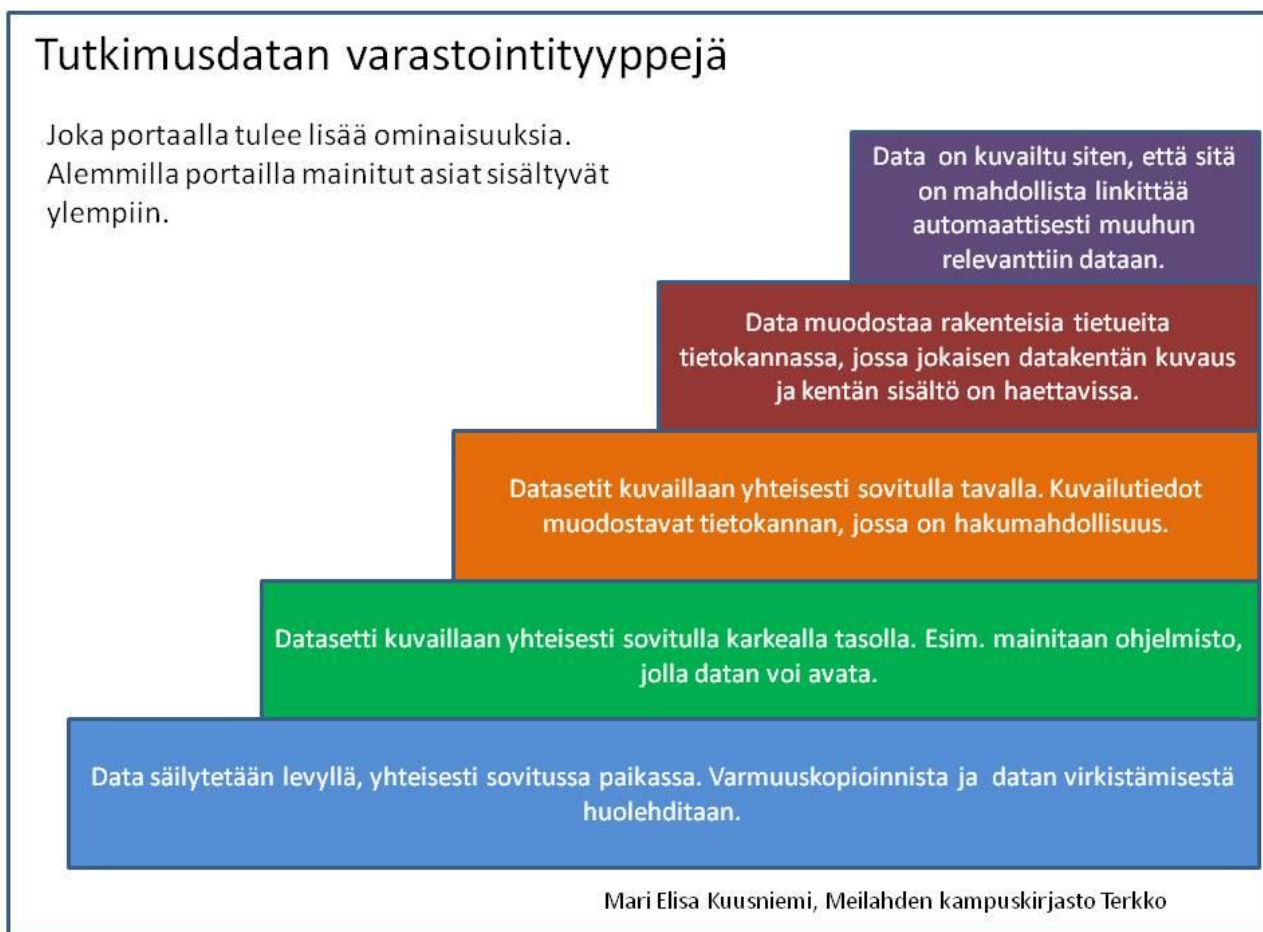 Tutkimusdatan varastointityyppejä
Joka portaalla tulee lisää ominaisuuksia.
Alemmilla portailla mainitut asiat sisältyvät
ylempiin.
Data on kuvailtu siten, että sitä
on mahdollista linkittää
automaattisesti muuhun
relevanttiin dataan.
Data muodostaa rakenteisia tietueita
tietokannassa, jossa jokaisen datakentän kuvaus
ja kentän sisältö on haettavissa.
Datasetit kuvaillaan yhteisesti sovitulla tavalla. Kuvailutiedot
muodostavat tietokannan, jossa on hakumahdollisuus.
Datasetti kuvaillaan yhteisesti sovitulla karkealla tasolla. Esim. mainitaan ohjelmisto,
jolla datan voi avata.
Data säilytetään levyllä, yhteisesti sovitussa paikassa. Varmuuskopioinnista ja datan virkistämisestä
huolehditaan.
Mari Elisa Kuusniemi, Meilahden kampuskirjasto Terkko